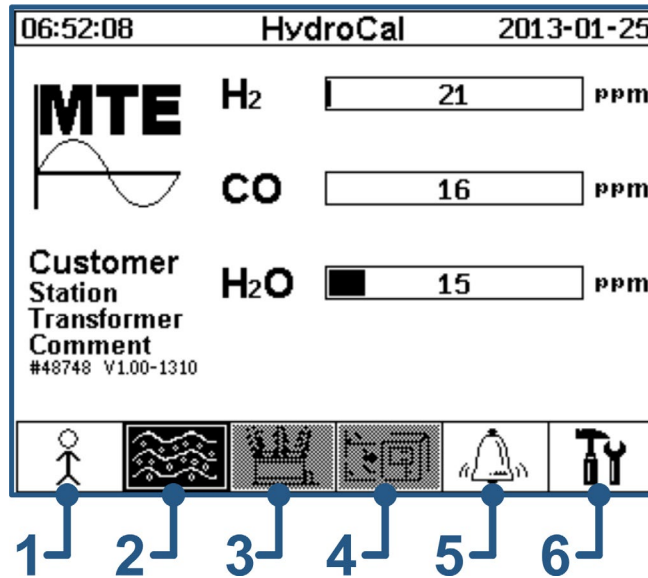 06:52:08 HydroCal 2013-01-25
MTE
H₂ 21 ppm
CO 16 ppm
H₂O 15 ppm
Customer
Station
Transformer
Comment
#48748 V1.00-1310
1 2 3 4 5 6